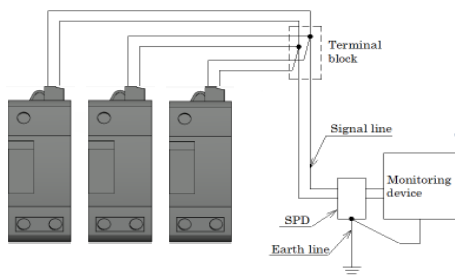 Terminal
block
Signal line
Monitoring
device
SPD
Earth line